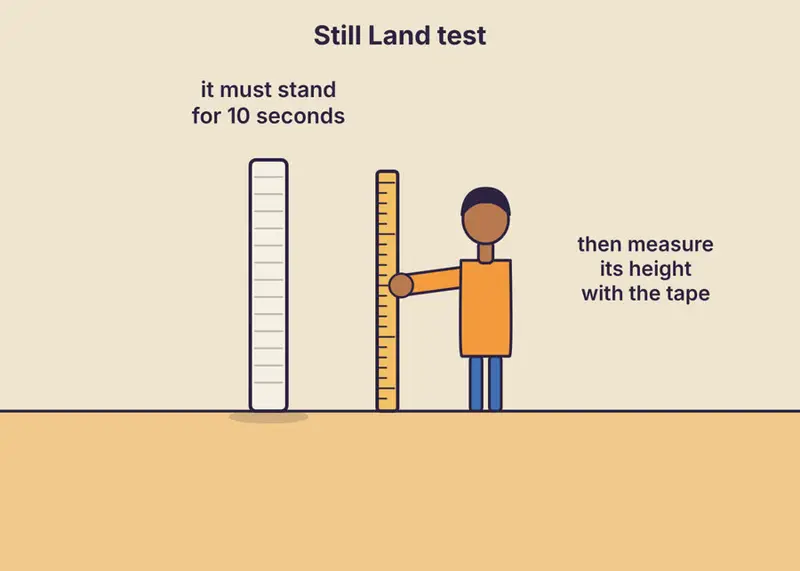 Still Land test
it must stand
for 10 seconds
then measure
its height
with the tape